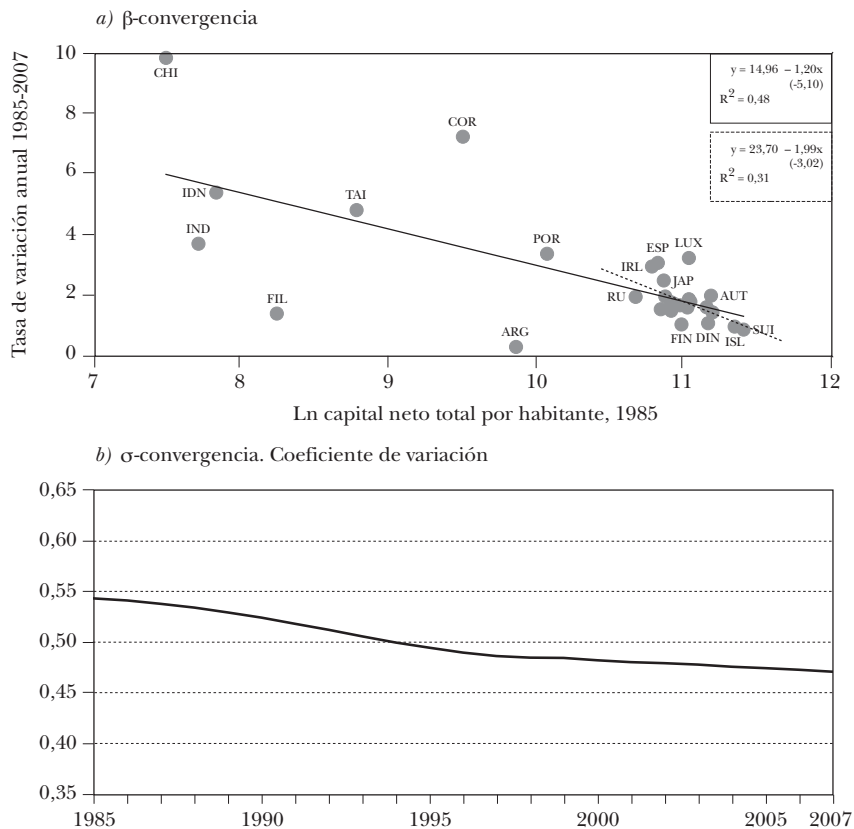 a) β-convergencia
Tasa de variación anual 1985-2007
10
8
6
4
2
0
CHI
COR
IDN
TAI
IND
POR
FIL
ARG
ESP
LUX
IRL
JAP
RU
AUT
FIN
DIN
ISL
SUI
y = 14,96 – 1,20x
(-5,10)
R² = 0,48
y = 23,70 – 1,99x
(-3,02)
R² = 0,31
7 8 9 10 11 12
Ln capital neto total por habitante, 1985
b) σ-convergencia. Coeficiente de variación
0,65
0,60
0,55
0,50
0,45
0,40
0,35
1985 1990 1995 2000 2005 2007